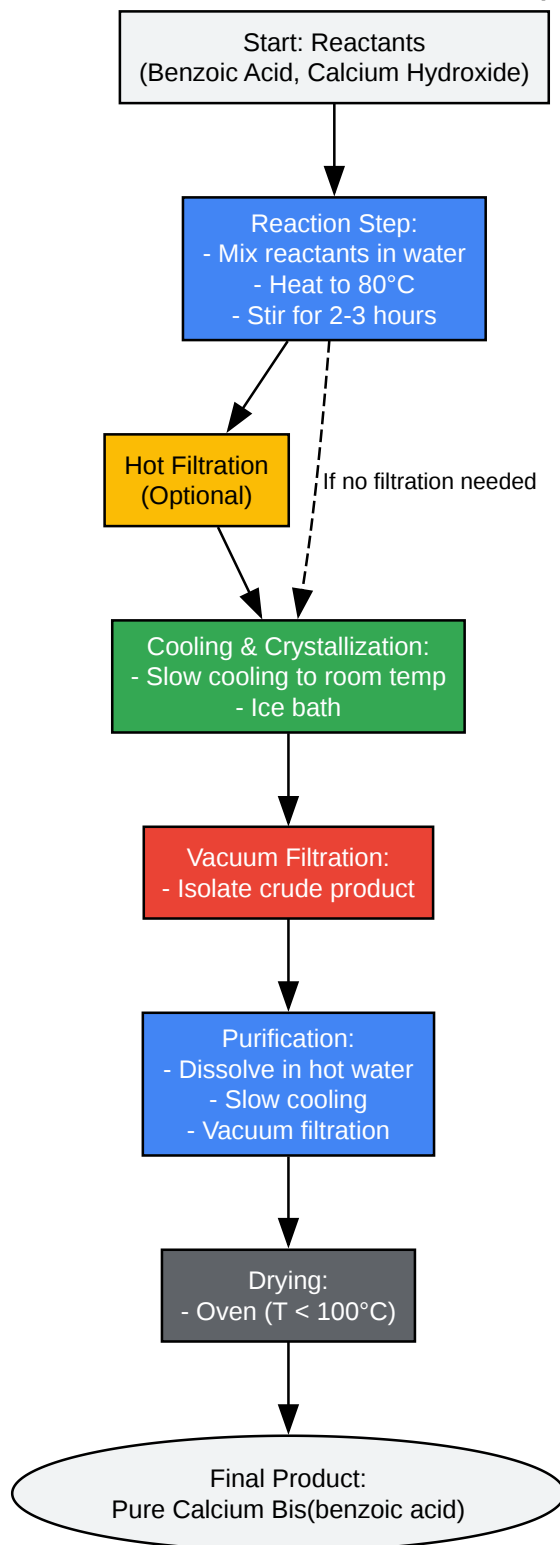 Start: Reactants
(Benzoic Acid, Calcium Hydroxide)
Reaction Step:
- Mix reactants in water
- Heat to 80°C
- Stir for 2-3 hours
Hot Filtration
(Optional)
If no filtration needed
Cooling & Crystallization:
- Slow cooling to room temp
- Ice bath
Vacuum Filtration:
- Isolate crude product
Purification:
- Dissolve in hot water
- Slow cooling
- Vacuum filtration
Drying:
- Oven (T < 100°C)
Final Product:
Pure Calcium Bis(benzoic acid)